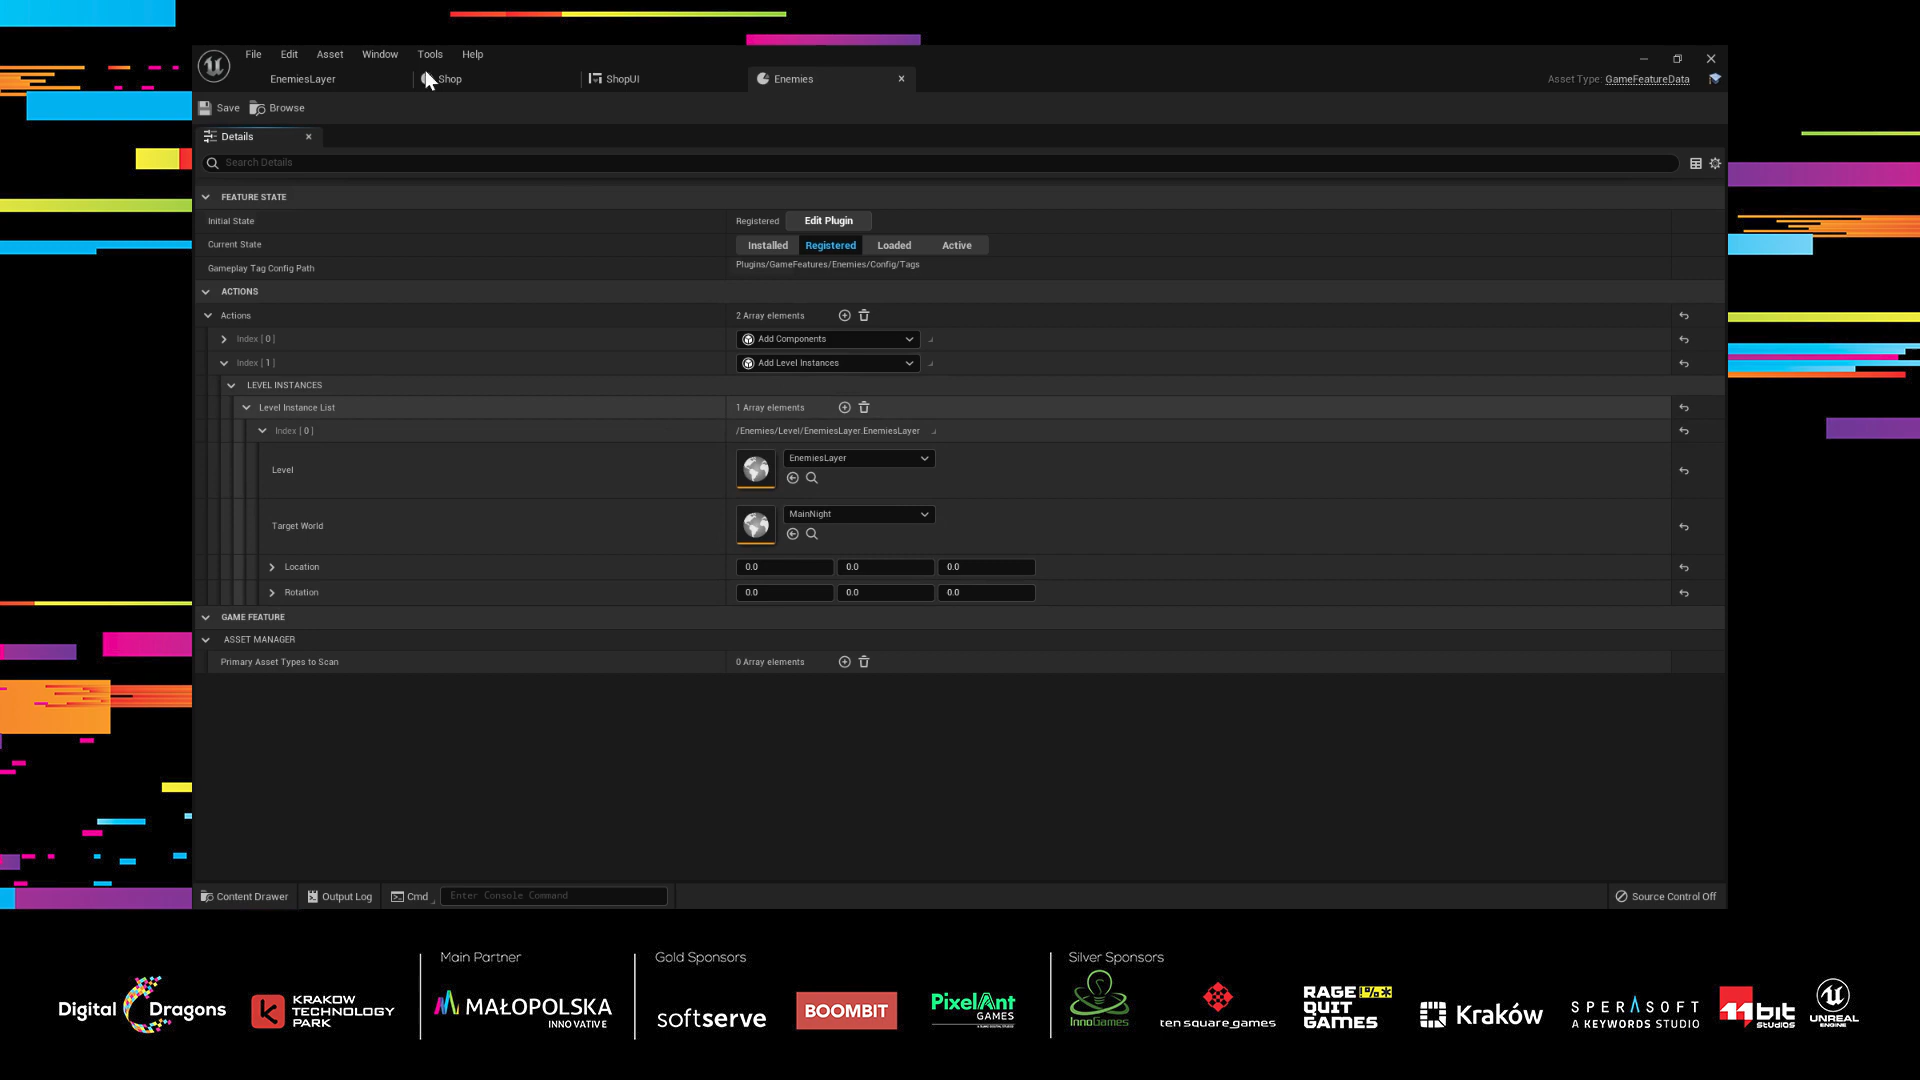 File Edit Asset Window Tools Help
EnemiesLayer Shop ShopUI Enemies Asset Type: GameFeatureData
Save Browse
Details
Search Details
FEATURE STATE
Initial State Registered Edit Plugin
Current State Installed Registered Loaded Active
Gameplay Tag Config Path Plugins/GameFeatures/Enemies/Config/Tags
ACTIONS
Actions 2 Array elements
Index [ 0 ] Add Components
Index [ 1 ] Add Level Instances
LEVEL INSTANCES
Level Instance List 1 Array elements
Index [ 0 ] /Enemies/Level/EnemiesLayer.EnemiesLayer
Level EnemiesLayer
Target World MainNight
Location 0.0 0.0 0.0
Rotation 0.0 0.0 0.0
GAME FEATURE
ASSET MANAGER
Primary Asset Types to Scan 0 Array elements
Content Drawer Output Log Cmd Enter Console Command Source Control Off
Main Partner Gold Sponsors Silver Sponsors
Digital Dragons
KRAKOW
TECHNOLOGY
PARK
MAŁOPOLSKA
INNOVATIVE
softserve
BOOMBIT
PixelAnt
GAMES
InnoGames
ten square games
RAGE !%*
QUIT
GAMES
Kraków
SPERASOFT
A KEYWORDS STUDIO
11 bit
STUDIOS
UNREAL
ENGINE